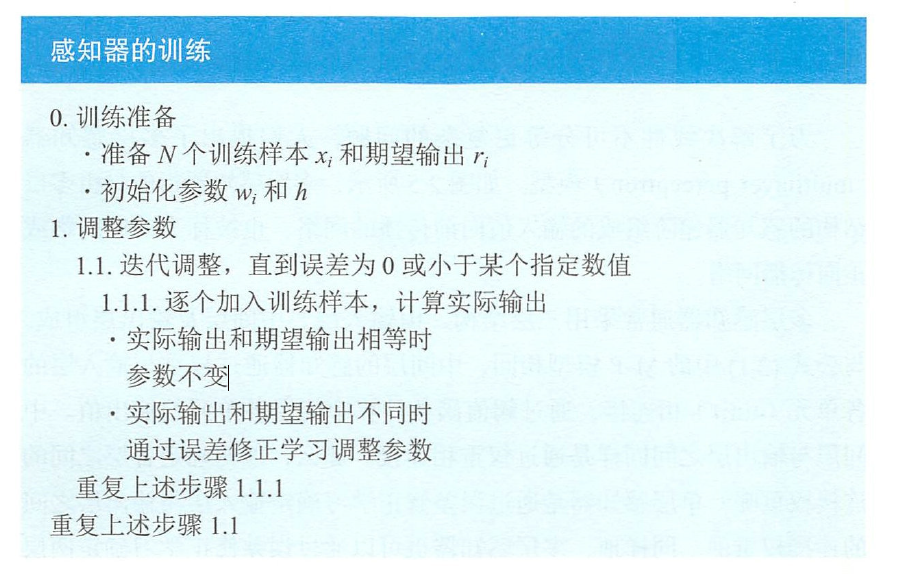 感知器的训练
0. 训练准备
· 准备 N 个训练样本 xᵢ 和期望输出 rᵢ
· 初始化参数 wᵢ 和 h
1. 调整参数
1.1. 迭代调整，直到误差为 0 或小于某个指定数值
1.1.1. 逐个加入训练样本，计算实际输出
· 实际输出和期望输出相等时
参数不变
· 实际输出和期望输出不同时
通过误差修正学习调整参数
重复上述步骤 1.1.1
重复上述步骤 1.1